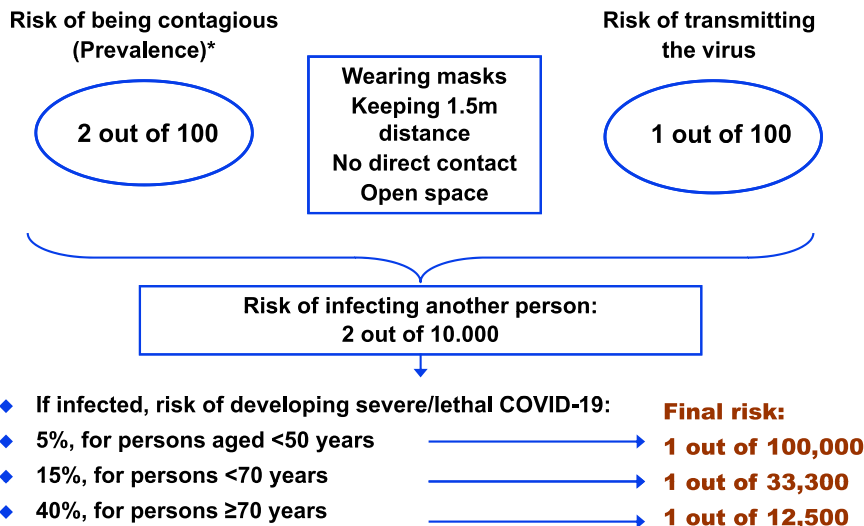 Risk of being contagious
(Prevalence)*
2 out of 100
Wearing masks
Keeping 1.5m
distance
No direct contact
Open space
Risk of transmitting
the virus
1 out of 100
Risk of infecting another person:
2 out of 10.000
If infected, risk of developing severe/lethal COVID-19:
Final risk:
5%, for persons aged <50 years
1 out of 100,000
15%, for persons <70 years
1 out of 33,300
40%, for persons ≥70 years
1 out of 12,500